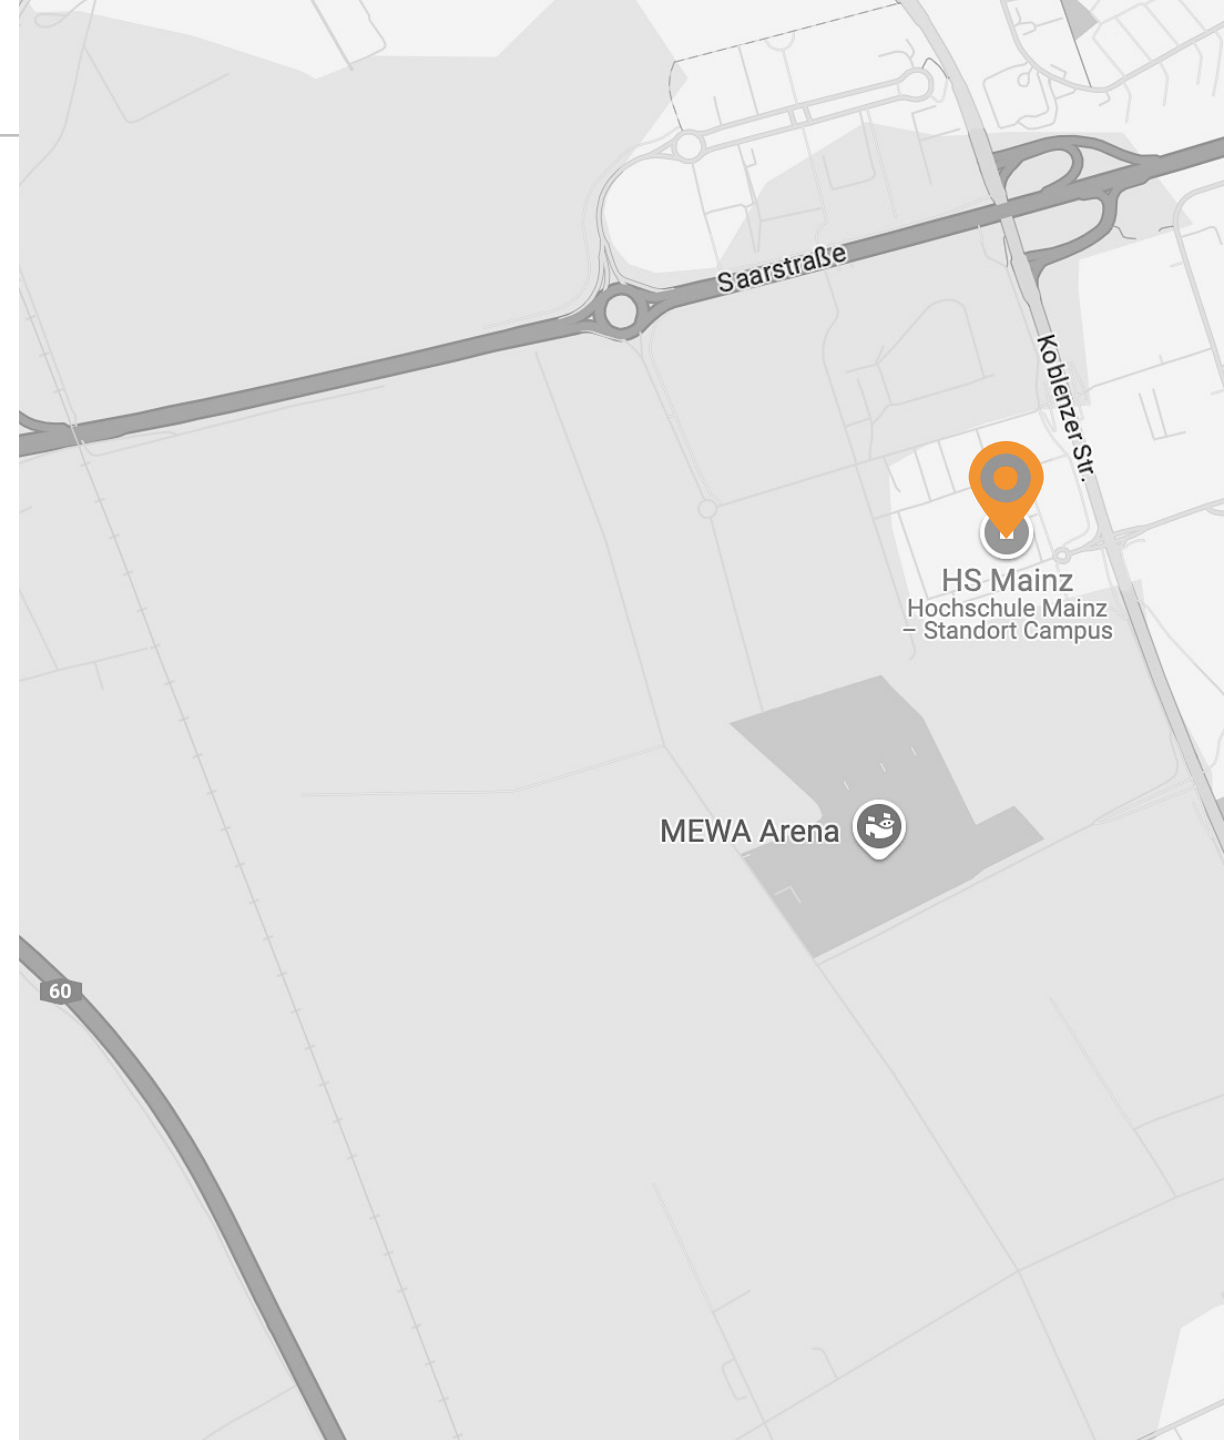 Saarstraße
Koblenzer Str.
HS Mainz
Hochschule Mainz
– Standort Campus
MEWA Arena
60